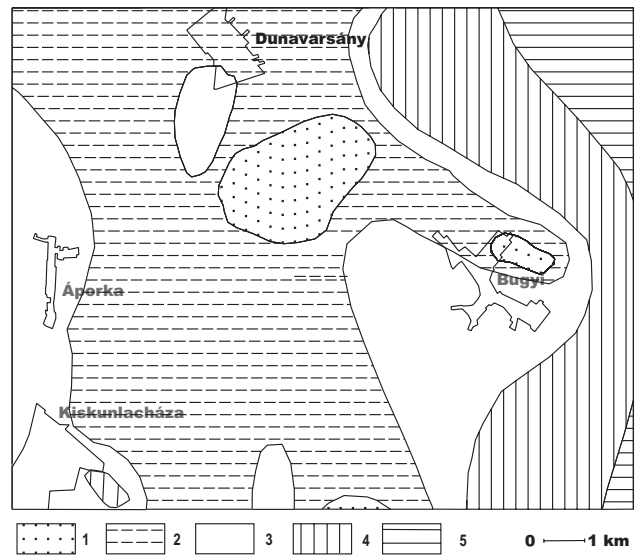 Dunavarsány
Bugyi
Áporka
Kiskunlacháza
1 2 3 4 5 0 1 km